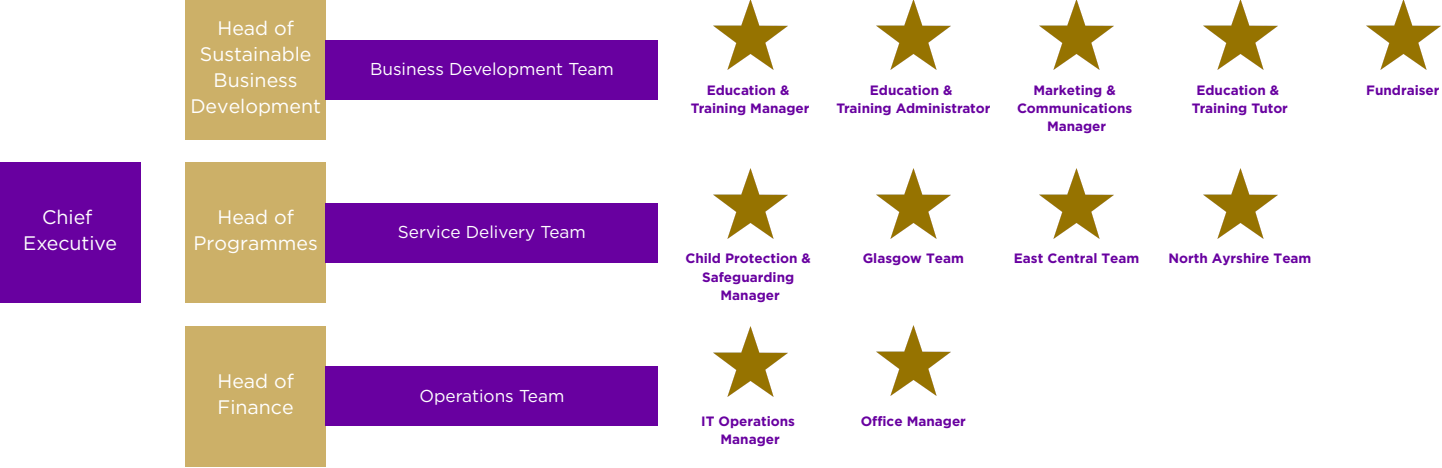 Head of
Sustainable
Business
Development
Business Development Team
Education &
Training Manager
Education &
Training Administrator
Marketing &
Communications
Manager
Education &
Training Tutor
Fundraiser
Chief
Executive
Head of
Programmes
Service Delivery Team
Child Protection &
Safeguarding
Manager
Glasgow Team
East Central Team
North Ayrshire Team
Head of
Finance
Operations Team
IT Operations
Manager
Office Manager